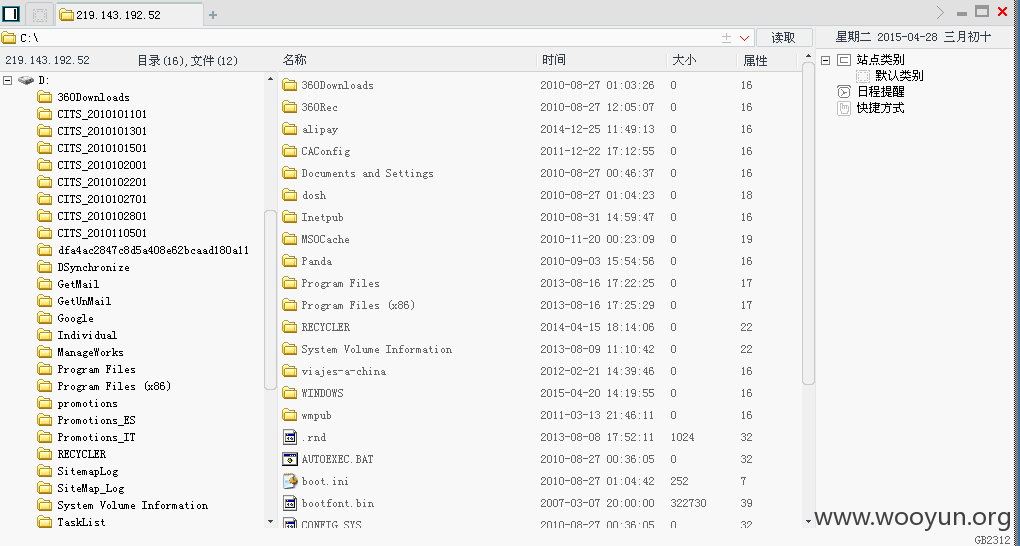 219.143.192.52
C:\
读取
星期二 2015-04-28 三月初十
219.143.192.52 目录(16),文件(12)
名称 时间 大小 属性
D:
360Downloads
CITS_2010101101
CITS_2010101301
CITS_2010101501
CITS_2010102001
CITS_2010102201
CITS_2010102701
CITS_2010102801
CITS_2010110501
dfa4ac2847c8d5a408e62bcaad180a11
DSynchronize
GetMail
GetUnMail
Google
Individual
ManageWorks
Program Files
Program Files (x86)
promotions
Promotions_ES
Promotions_IT
RECYCLER
SitemapLog
SiteMap_Log
System Volume Information
TaskList
360Downloads 2010-08-27 01:03:26 0 16
360Rec 2010-08-27 12:05:07 0 16
alipay 2014-12-25 11:49:13 0 16
CAConfig 2011-12-22 17:12:55 0 16
Documents and Settings 2010-08-27 00:46:37 0 16
dosh 2010-08-27 01:04:23 0 18
Inetpub 2010-08-31 14:59:47 0 16
MSOCache 2010-11-20 00:23:09 0 19
Panda 2010-09-03 15:54:56 0 16
Program Files 2013-08-16 17:22:25 0 17
Program Files (x86) 2013-08-16 17:25:29 0 17
RECYCLER 2014-04-15 18:14:06 0 22
System Volume Information 2013-08-09 11:10:42 0 22
viajes-a-china 2012-02-21 14:39:46 0 16
WINDOWS 2015-04-20 14:19:55 0 16
wmpub 2011-03-13 21:46:11 0 16
.rnd 2013-08-08 17:52:11 1024 32
AUTOEXEC.BAT 2010-08-27 00:36:05 0 32
boot.ini 2010-08-27 01:04:42 252 7
bootfont.bin 2007-03-07 20:00:00 322730 39
CONFIG.SYS 2010-08-27 00:36:05 0 32
站点类别
默认类别
日程提醒
快捷方式
www.wooyun.org
GB2312